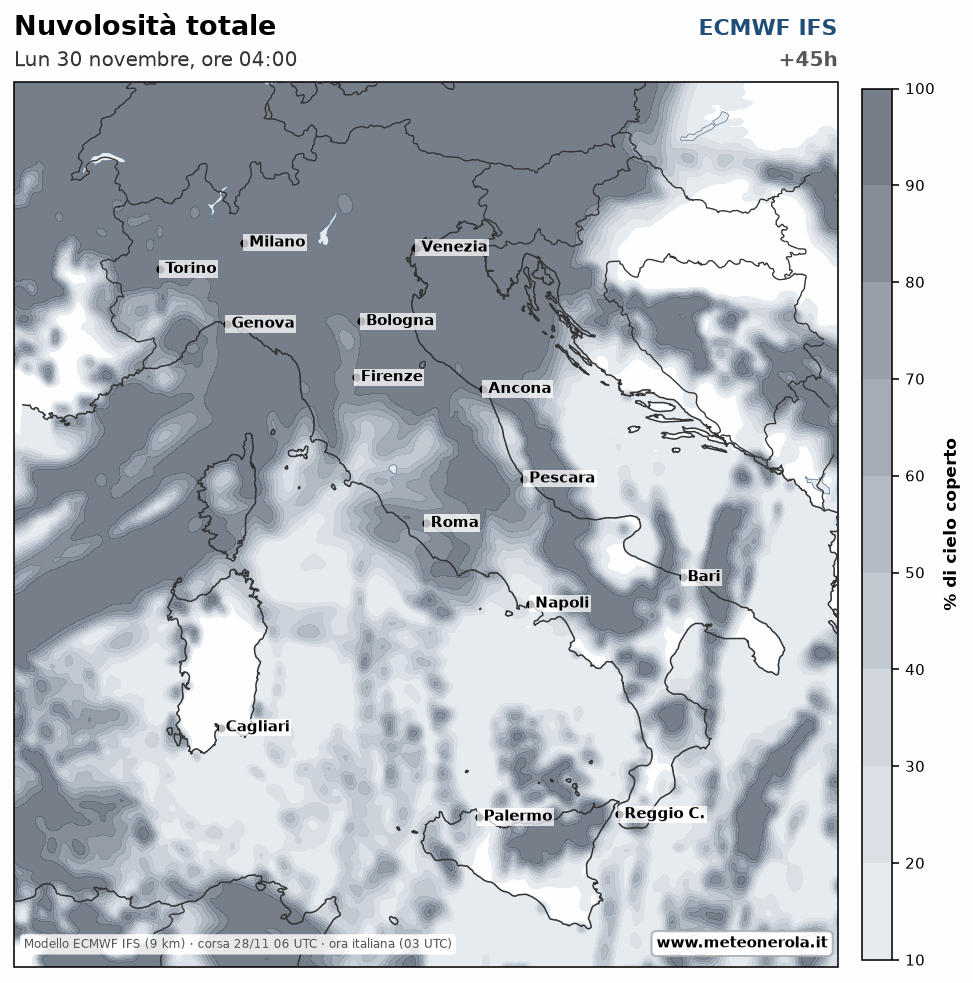 Nuvolosità totale
ECMWF IFS
Lun 30 novembre, ore 04:00
+45h
100
90
80
70
60
50
40
30
20
10
% di cielo coperto
Milano
Venezia
Torino
Genova
Bologna
Firenze
Ancona
Pescara
Roma
Bari
Napoli
Cagliari
Palermo
Reggio C.
Modello ECMWF IFS (9 km) · corsa 28/11 06 UTC · ora italiana (03 UTC)
www.meteonerola.it